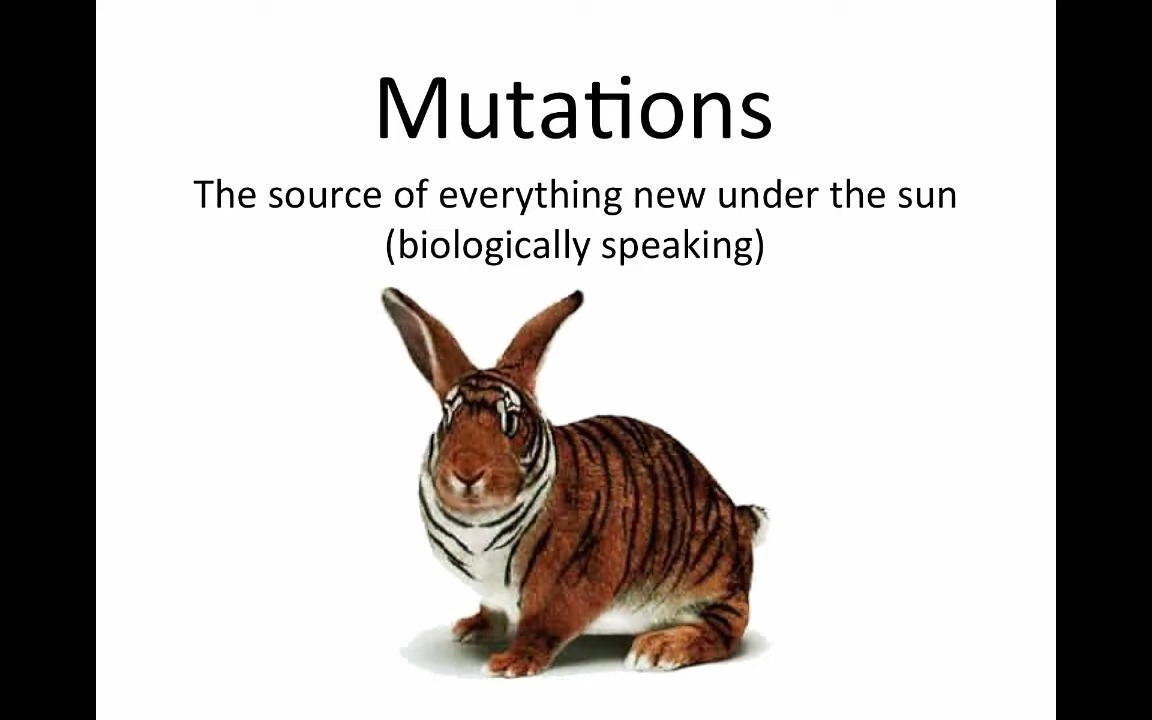 Mutations
The source of everything new under the sun
(biologically speaking)